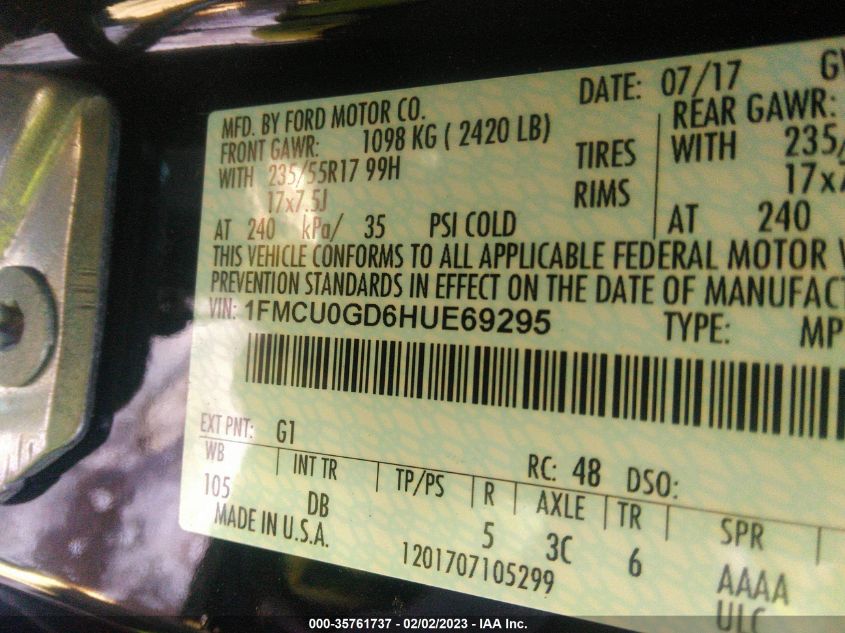 MFD. BY FORD MOTOR CO. DATE: 07/17
FRONT GAWR: 1098 KG ( 2420 LB) REAR GAWR:
WITH 235/55R17 99H TIRES WITH 235/
17x7.5J RIMS 17x7
AT 240 kPa/ 35 PSI COLD AT 240
THIS VEHICLE CONFORMS TO ALL APPLICABLE FEDERAL MOTOR
PREVENTION STANDARDS IN EFFECT ON THE DATE OF MANUFACT
VIN: 1FMCU0GD6HUE69295 TYPE: MP
EXT PNT: G1 RC: 48 DSO:
WB INT TR TP/PS R AXLE TR SPR
105 DB 5 3C 6 AAAA
MADE IN U.S.A. 1201707105299 ULC
000-35761737 - 02/02/2023 - IAA Inc.